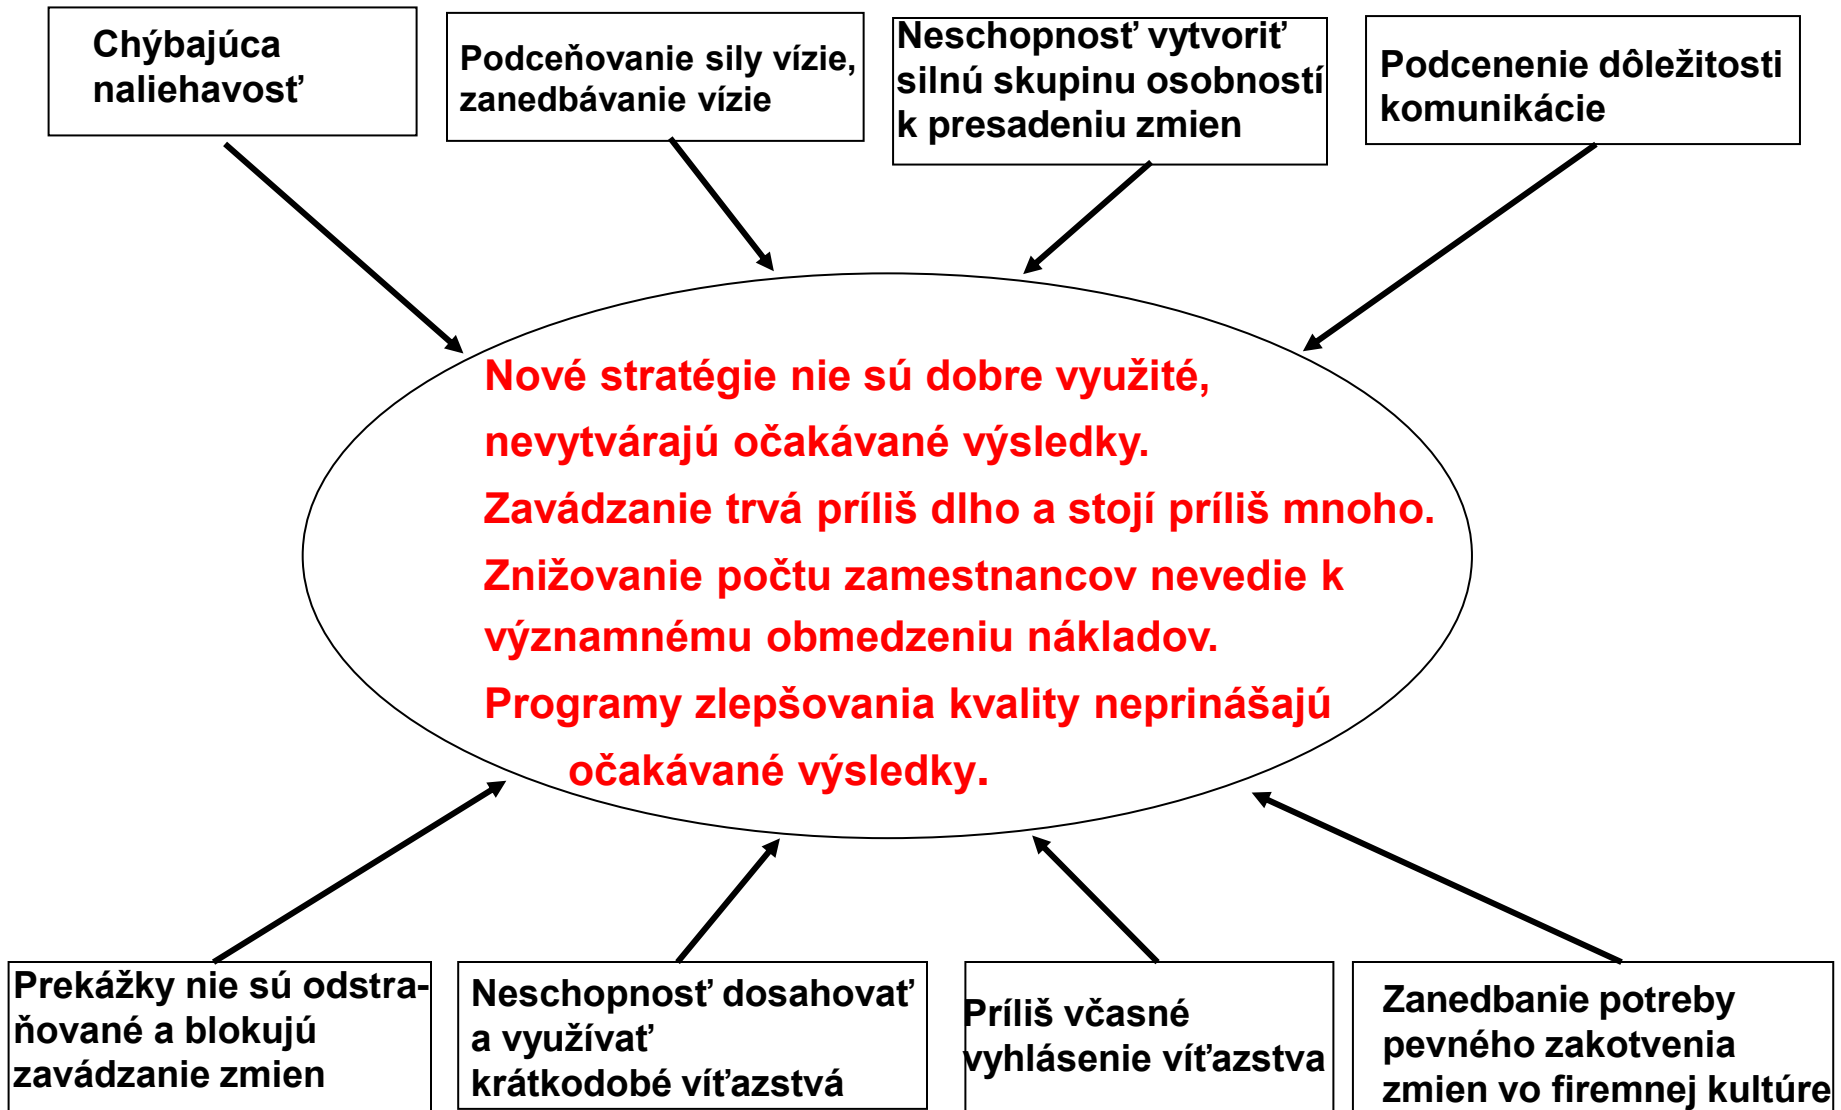 Chýbajúca
naliehavosť
Podceňovanie sily vízie,
zanedbávanie vízie
Neschopnosť vytvoriť
silnú skupinu osobností
k presadeniu zmien
Podcenenie dôležitosti
komunikácie
Nové stratégie nie sú dobre využité,
nevytvárajú očakávané výsledky.
Zavádzanie trvá príliš dlho a stojí príliš mnoho.
Znižovanie počtu zamestnancov nevedie k
významnému obmedzeniu nákladov.
Programy zlepšovania kvality neprinášajú
očakávané výsledky.
Prekážky nie sú odstra-
ňované a blokujú
zavádzanie zmien
Neschopnosť dosahovať
a využívať
krátkodobé víťazstvá
Príliš včasné
vyhlásenie víťazstva
Zanedbanie potreby
pevného zakotvenia
zmien vo firemnej kultúre